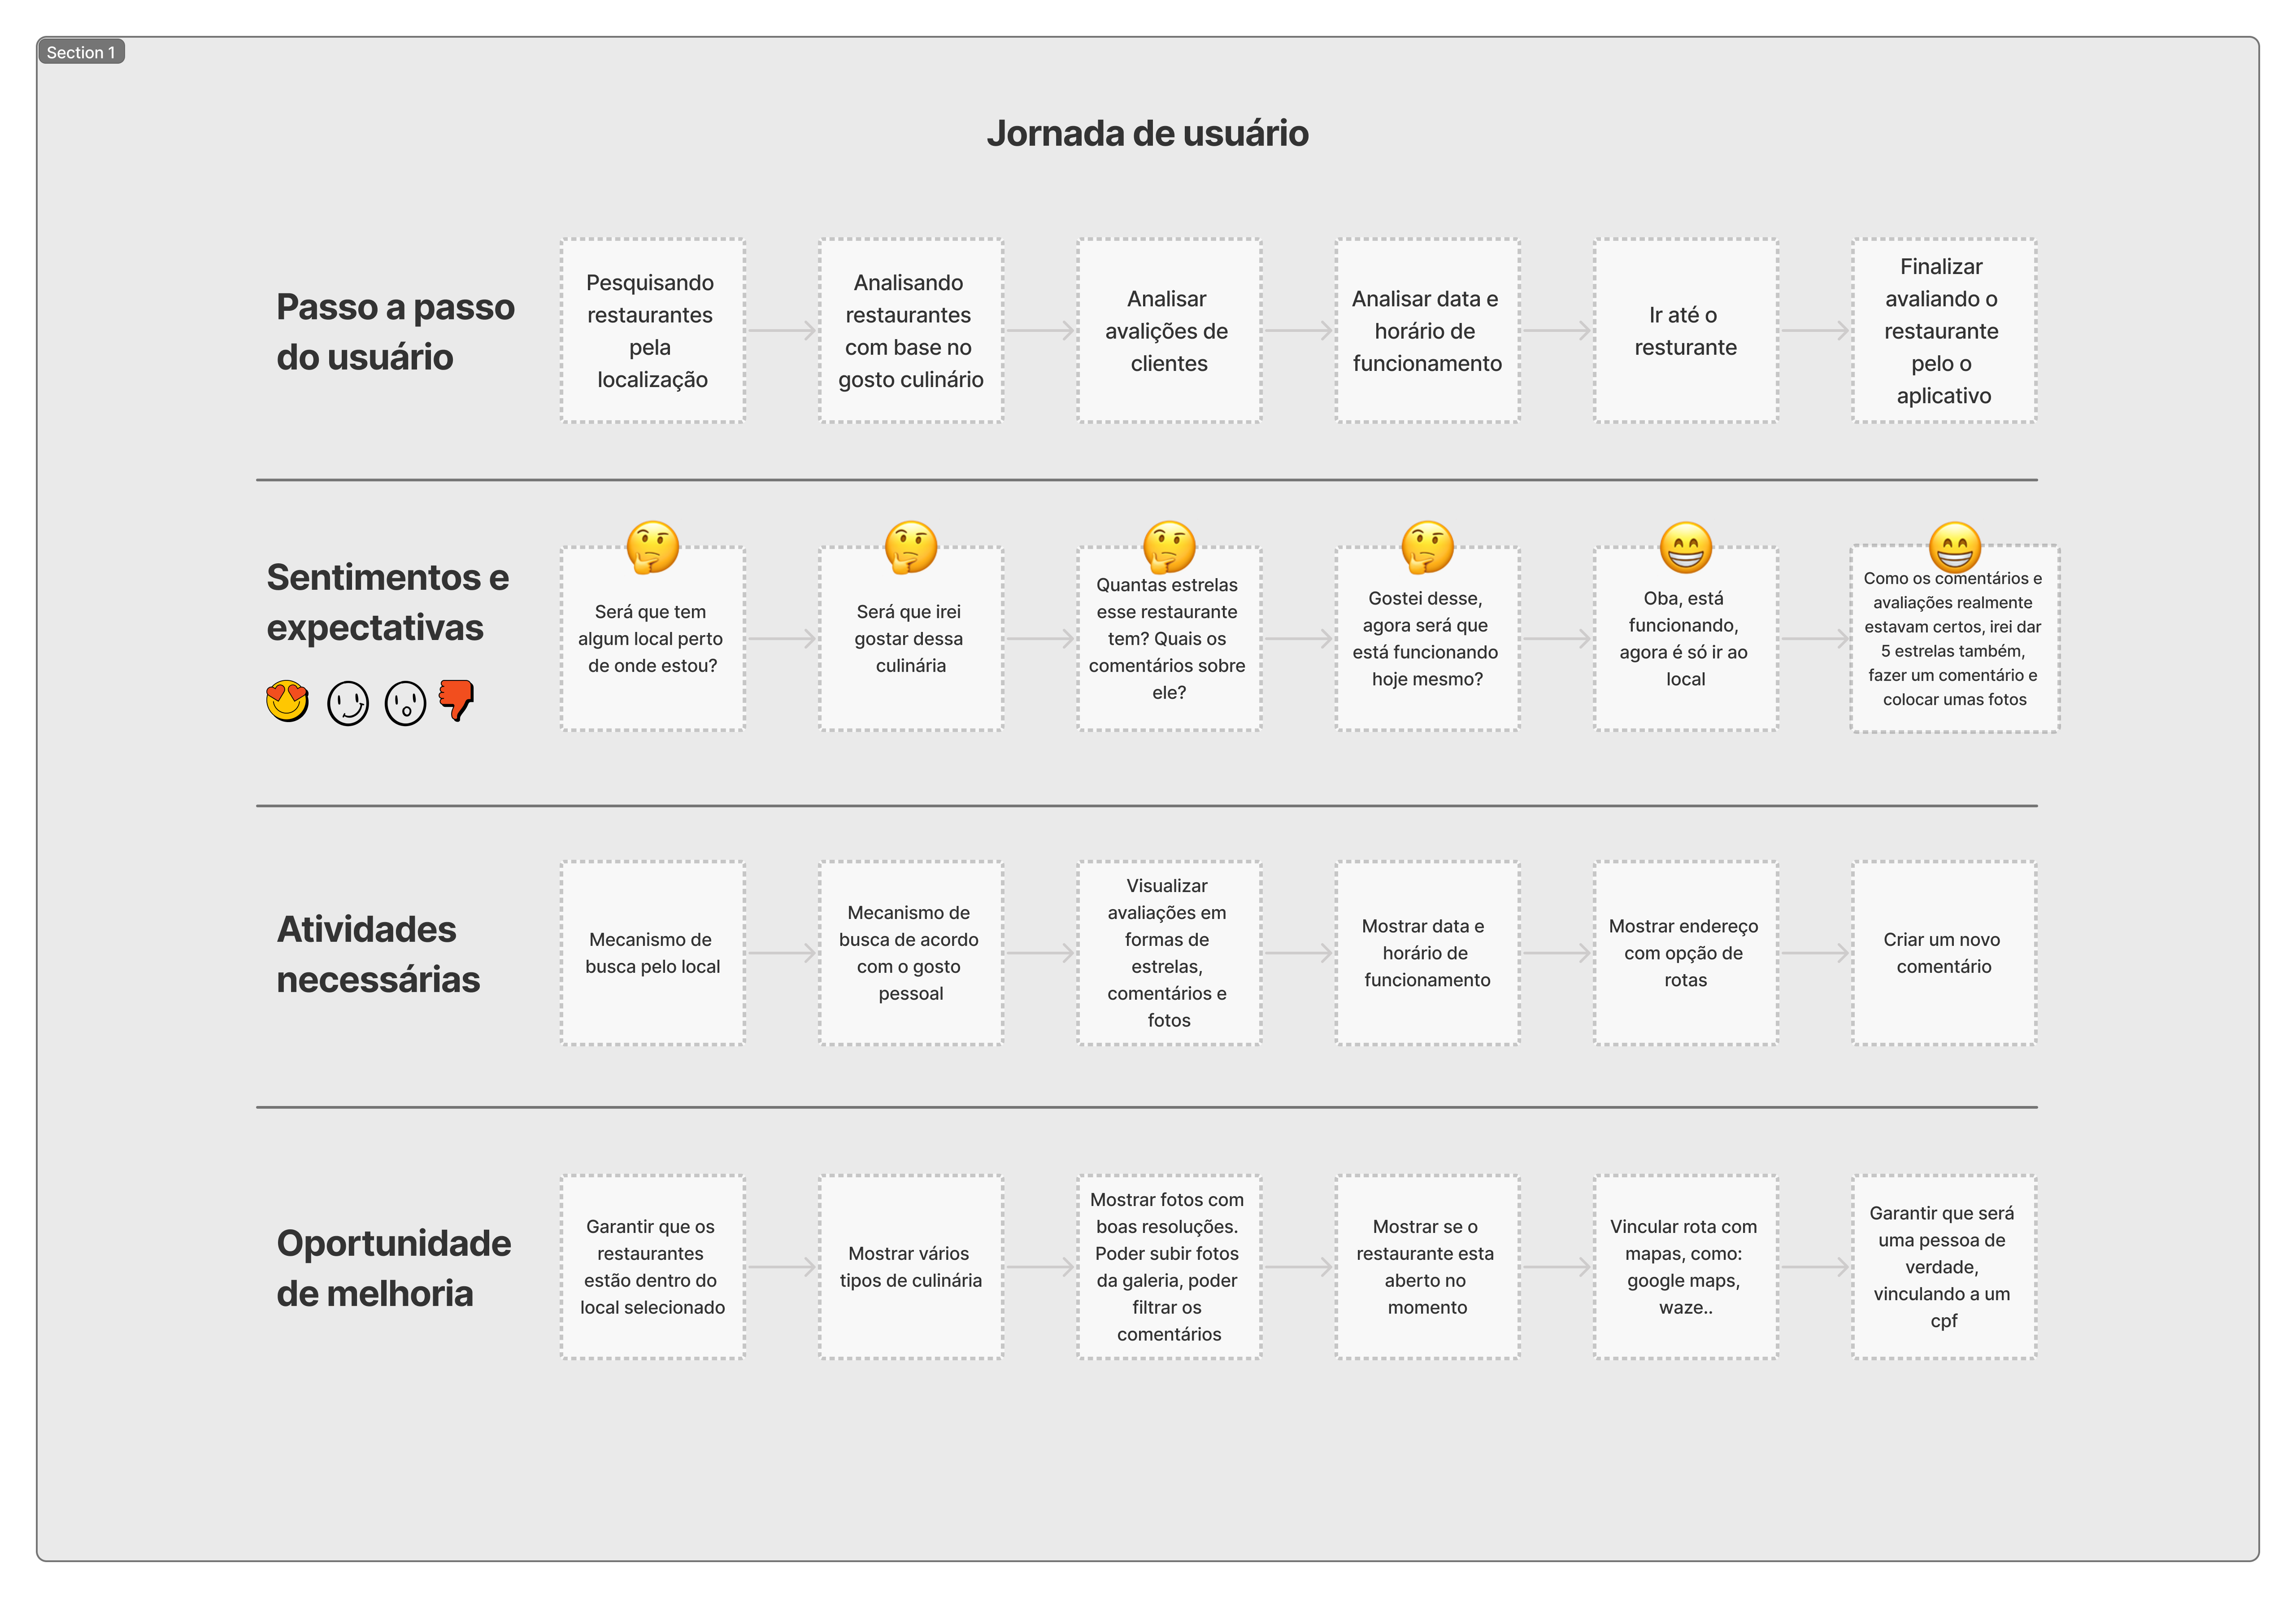 Section 1
Jornada de usuário
Passo a passo
do usuário
Pesquisando
restaurantes
pela
localização
Analisando
restaurantes
com base no
gosto culinário
Analisar
avalições de
clientes
Analisar data e
horário de
funcionamento
Ir até o
resturante
Finalizar
avaliando o
restaurante
pelo o
aplicativo
Sentimentos e
expectativas
Será que tem
algum local perto
de onde estou?
Será que irei
gostar dessa
culinária
Quantas estrelas
esse restaurante
tem? Quais os
comentários sobre
ele?
Gostei desse,
agora será que
está funcionando
hoje mesmo?
Oba, está
funcionando,
agora é só ir ao
local
Como os comentários e
avaliações realmente
estavam certos, irei dar
5 estrelas também,
fazer um comentário e
colocar umas fotos
Atividades
necessárias
Mecanismo de
busca pelo local
Mecanismo de
busca de acordo
com o gosto
pessoal
Visualizar
avaliações em
formas de
estrelas,
comentários e
fotos
Mostrar data e
horário de
funcionamento
Mostrar endereço
com opção de
rotas
Criar um novo
comentário
Oportunidade
de melhoria
Garantir que os
restaurantes
estão dentro do
local selecionado
Mostrar vários
tipos de culinária
Mostrar fotos com
boas resoluções.
Poder subir fotos
da galeria, poder
filtrar os
comentários
Mostrar se o
restaurante esta
aberto no
momento
Vincular rota com
mapas, como:
google maps,
waze..
Garantir que será
uma pessoa de
verdade,
vinculando a um
cpf